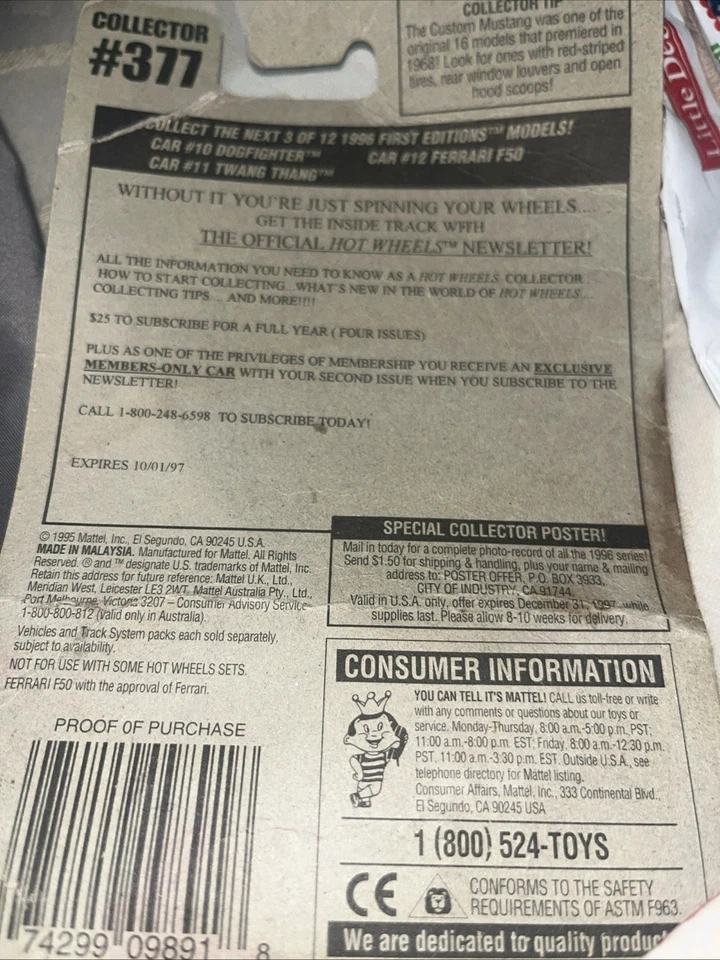 COLLECTOR
#377
COLLECTOR TIP
The Custom Mustang was one of the
original 16 models that premiered in
1968! Look for ones with red-striped
tires, rear window louvers and open
hood scoops!
Little De
COLLECT THE NEXT 3 OF 12 1996 FIRST EDITIONS™ MODELS!
CAR #10 DOGFIGHTER™ CAR #12 FERRARI F50
CAR #11 TWANG THANG™
WITHOUT IT YOU'RE JUST SPINNING YOUR WHEELS.....
GET THE INSIDE TRACK WITH
THE OFFICIAL HOT WHEELS™ NEWSLETTER!
ALL THE INFORMATION YOU NEED TO KNOW AS A HOT WHEELS COLLECTOR
HOW TO START COLLECTING...WHAT'S NEW IN THE WORLD OF HOT WHEELS...
COLLECTING TIPS.... AND MORE!!!!
$25 TO SUBSCRIBE FOR A FULL YEAR ( FOUR ISSUES)
PLUS AS ONE OF THE PRIVILEGES OF MEMBERSHIP YOU RECEIVE AN EXCLUSIVE
MEMBERS-ONLY CAR WITH YOUR SECOND ISSUE WHEN YOU SUBSCRIBE TO THE
NEWSLETTER!
CALL 1-800-248-6598 TO SUBSCRIBE TODAY!
EXPIRES 10/01/97
© 1995 Mattel, Inc., El Segundo, CA 90245 U.S.A.
MADE IN MALAYSIA. Manufactured for Mattel. All Rights
Reserved. ® and ™ designate U.S. trademarks of Mattel, Inc.
Retain this address for future reference: Mattel U.K., Ltd.,
Meridian West, Leicester LE3 2WT. Mattel Australia Pty., Ltd.,
Port Melbourne, Victoria 3207 – Consumer Advisory Service
1-800-800-812 (valid only in Australia).
Vehicles and Track System packs each sold separately,
subject to availability.
NOT FOR USE WITH SOME HOT WHEELS SETS.
FERRARI F50 with the approval of Ferrari.
PROOF OF PURCHASE
74299 09891 8
SPECIAL COLLECTOR POSTER!
Mail in today for a complete photo-record of all the 1996 series!
Send $1.50 for shipping & handling, plus your name & mailing
address to: POSTER OFFER, P.O. BOX 3933,
CITY OF INDUSTRY, CA 91744.
Valid in U.S.A. only, offer expires December 31, 1997, while
supplies last. Please allow 8-10 weeks for delivery.
CONSUMER INFORMATION
YOU CAN TELL IT'S MATTEL! CALL us toll-free or write
with any comments or questions about our toys or
service, Monday-Thursday, 8:00 a.m.-5:00 p.m. PST;
11:00 a.m.-8:00 p.m. EST; Friday, 8:00 a.m.-12:30 p.m.
PST, 11:00 a.m.-3:30 p.m. EST. Outside U.S.A., see
telephone directory for Mattel listing.
Consumer Affairs, Mattel, Inc., 333 Continental Blvd.,
El Segundo, CA 90245 USA
1 (800) 524-TOYS
CE CONFORMS TO THE SAFETY
REQUIREMENTS OF ASTM F963.
We are dedicated to quality produc